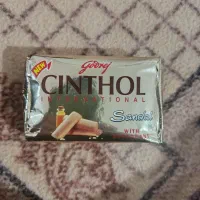 NEW
Godrej
CINTHOL
INTERNATIONAL
Sandal
WITH